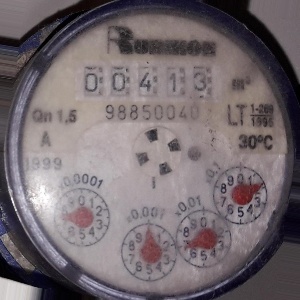 00413 m³
98850040
Qn 1,5
LT 1-269
1995
A
30°C
1999
x0.0001
x0.001
x0.01
x0.1